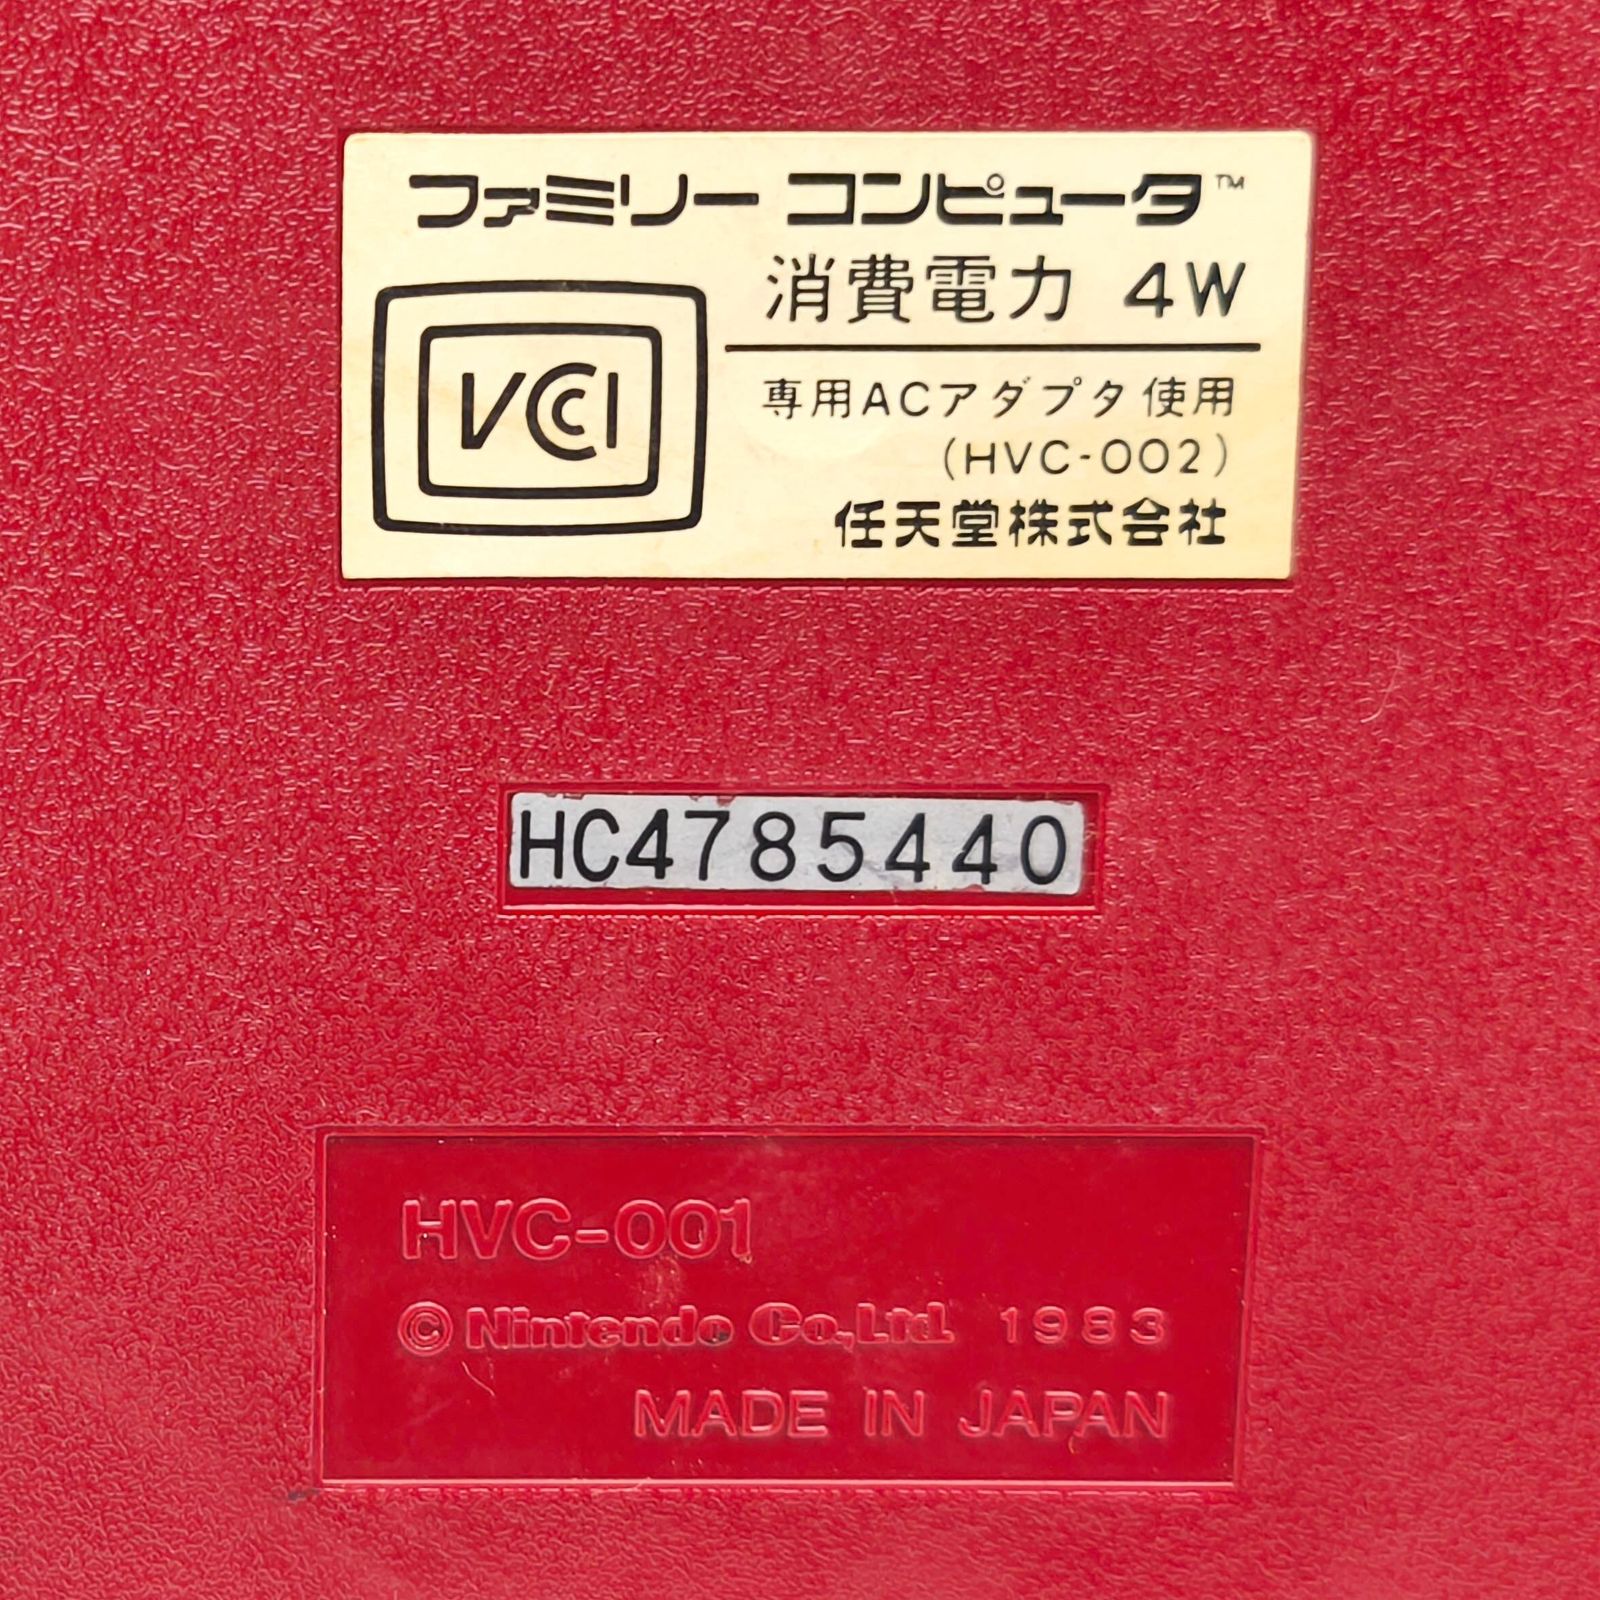 ファミリー コンピュータ™
VCCI
消費電力 4W
専用ACアダプタ使用
(HVC-002)
任天堂株式会社
HC4785440
HVC-001
© Nintendo Co.,Ltd. 1983
MADE IN JAPAN